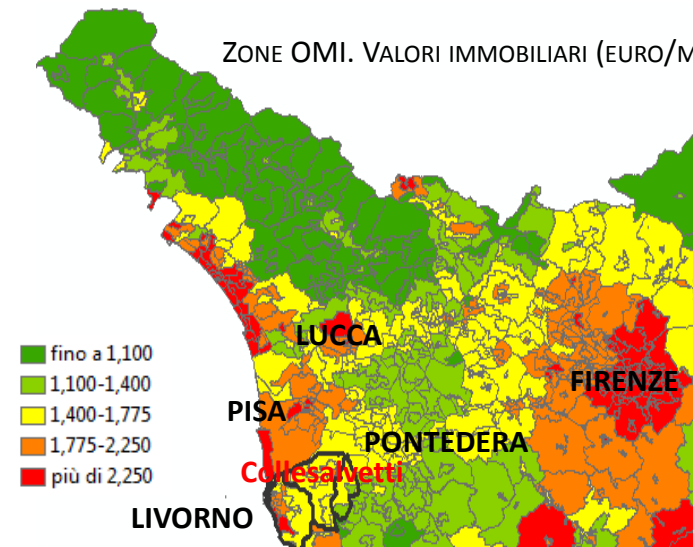 ZONE OMI. VALORI IMMOBILIARI (EURO/M
LUCCA
fino a 1,100
1,100-1,400
1,400-1,775
1,775-2,250
più di 2,250
FIRENZE
PISA
PONTEDERA
Collesalvetti
LIVORNO